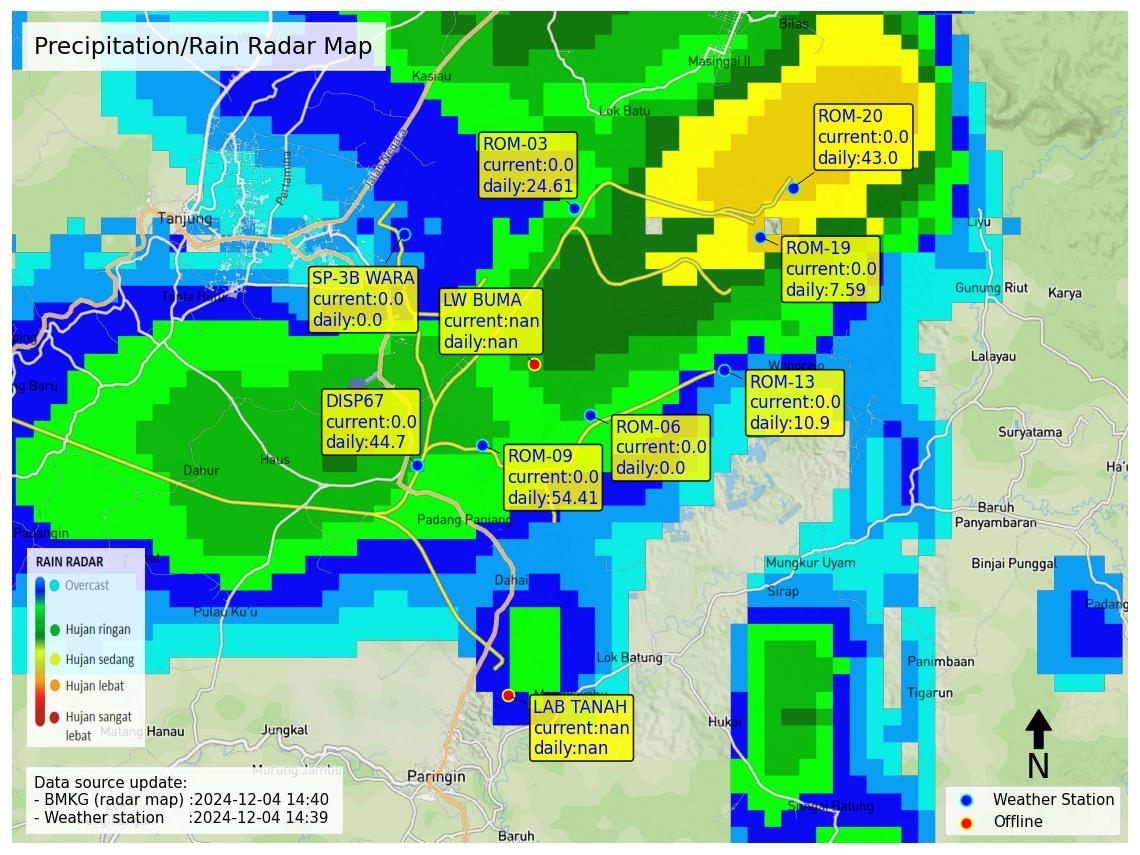 Precipitation/Rain Radar Map
Bilas
Masingai II
Kasiau
Lok Batu
ROM-20
current:0.0
daily:43.0
ROM-03
current:0.0
daily:24.61
Jalan Negara
Pertamina
Tanjung
Liyu
ROM-19
current:0.0
daily:7.59
SP-3B WARA
current:0.0
daily:0.0
LW BUMA
current:nan
daily:nan
Gunung Riut
Karya
Lalayau
ng Baru
ROM-13
current:0.0
daily:10.9
DISP67
current:0.0
daily:44.7
ROM-06
current:0.0
daily:0.0
Suryatama
ROM-09
current:0.0
daily:54.41
Haus
Dahur
Baruh
Panyambaran
Padang Panjang
Padangin
Binjai Punggal
Mungkur Uyam
Dahai
Sirap
Padang
Pulau Ku'u
RAIN RADAR
Overcast
Hujan ringan
Hujan sedang
Hujan lebat
Hujan sangat
lebat
Lok Batung
Panimbaan
Tigarun
LAB TANAH
current:nan
daily:nan
Hukai
Matang Hanau
Jungkal
Murung Jambu
Paringin
N
Data source update:
- BMKG (radar map) :2024-12-04 14:40
- Weather station :2024-12-04 14:39
Sungai Batung
Baruh
Weather Station
Offline